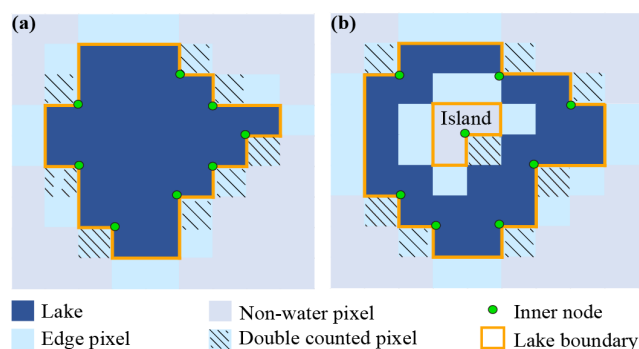 (a)
(b)
Island
Lake
Non-water pixel
Inner node
Edge pixel
Double counted pixel
Lake boundary